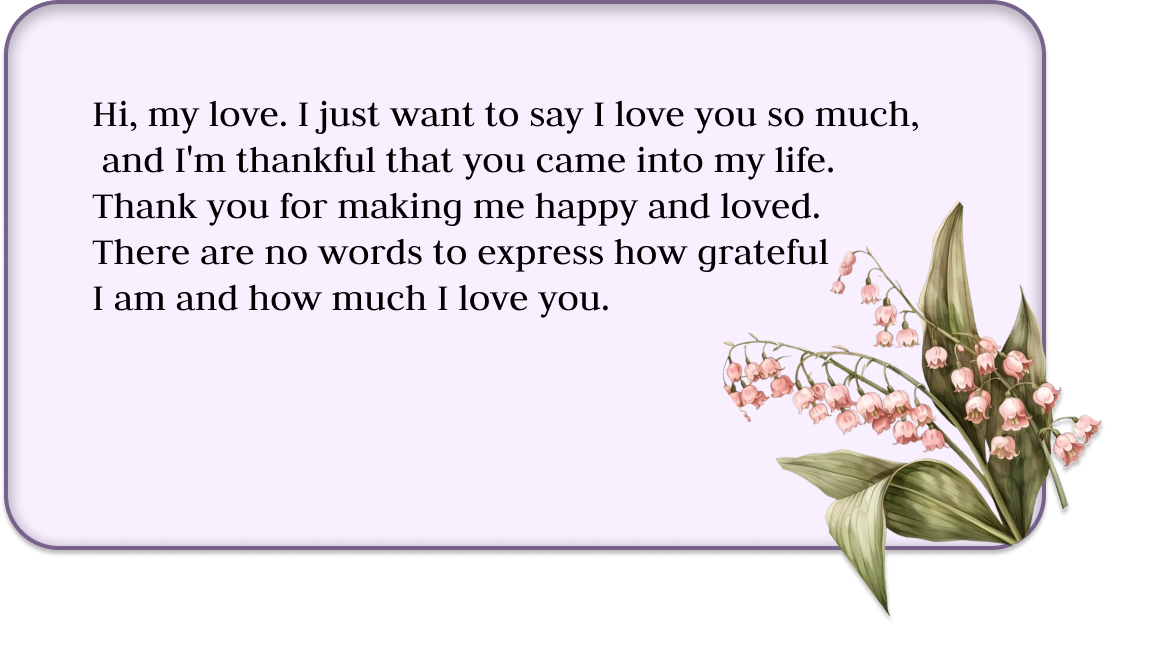 Hi, my love. I just want to say I love you so much,
and I'm thankful that you came into my life.
Thank you for making me happy and loved.
There are no words to express how grateful
I am and how much I love you.